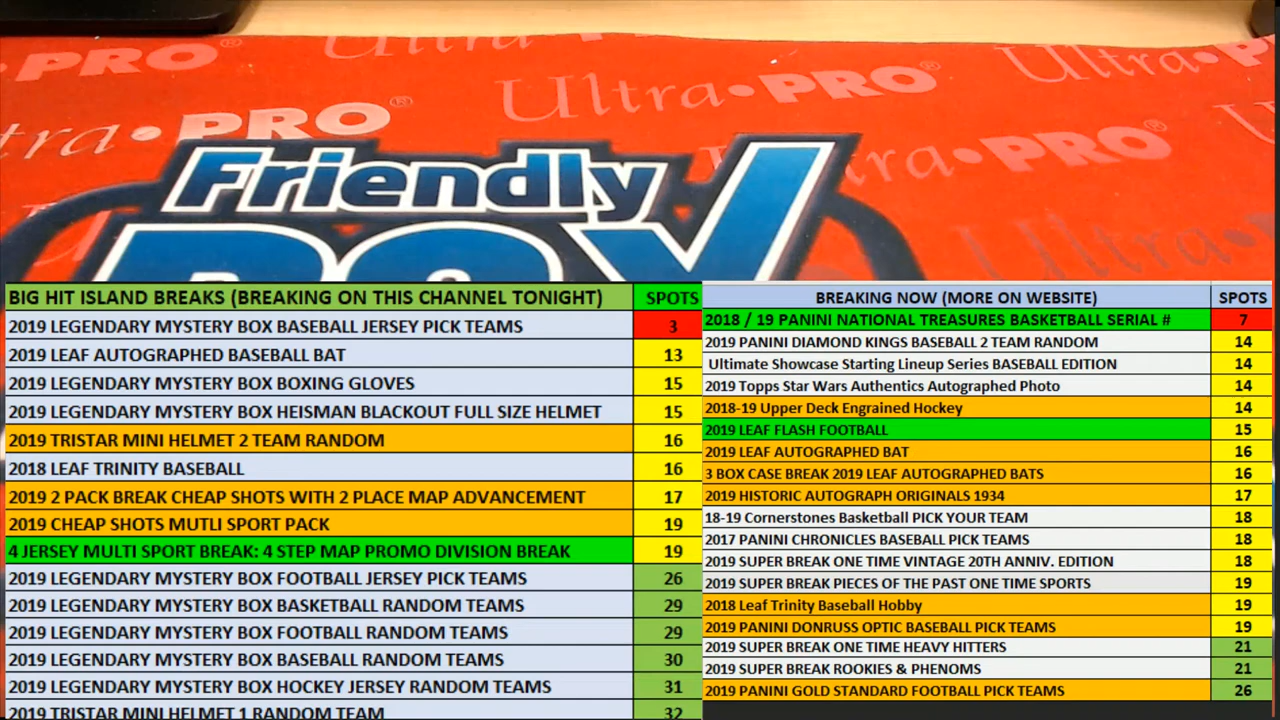 Ultra•PRO®
Ultra•PRO®
Ultra•PRO
Ultra•PRO®
tra•PRO®
ra•PRO®
Ultra
Friendly
BOX
BIG HIT ISLAND BREAKS (BREAKING ON THIS CHANNEL TONIGHT) SPOTS
2019 LEGENDARY MYSTERY BOX BASEBALL JERSEY PICK TEAMS 3
2019 LEAF AUTOGRAPHED BASEBALL BAT 13
2019 LEGENDARY MYSTERY BOX BOXING GLOVES 15
2019 LEGENDARY MYSTERY BOX HEISMAN BLACKOUT FULL SIZE HELMET 15
2019 TRISTAR MINI HELMET 2 TEAM RANDOM 16
2018 LEAF TRINITY BASEBALL 16
2019 2 PACK BREAK CHEAP SHOTS WITH 2 PLACE MAP ADVANCEMENT 17
2019 CHEAP SHOTS MUTLI SPORT PACK 19
4 JERSEY MULTI SPORT BREAK: 4 STEP MAP PROMO DIVISION BREAK 19
2019 LEGENDARY MYSTERY BOX FOOTBALL JERSEY PICK TEAMS 26
2019 LEGENDARY MYSTERY BOX BASKETBALL RANDOM TEAMS 29
2019 LEGENDARY MYSTERY BOX FOOTBALL RANDOM TEAMS 29
2019 LEGENDARY MYSTERY BOX BASEBALL RANDOM TEAMS 30
2019 LEGENDARY MYSTERY BOX HOCKEY JERSEY RANDOM TEAMS 31
2019 TRISTAR MINI HELMET 1 RANDOM TEAM 32
BREAKING NOW (MORE ON WEBSITE) SPOTS
2018 / 19 PANINI NATIONAL TREASURES BASKETBALL SERIAL # 7
2019 PANINI DIAMOND KINGS BASEBALL 2 TEAM RANDOM 14
Ultimate Showcase Starting Lineup Series BASEBALL EDITION 14
2019 Topps Star Wars Authentics Autographed Photo 14
2018-19 Upper Deck Engrained Hockey 14
2019 LEAF FLASH FOOTBALL 15
2019 LEAF AUTOGRAPHED BAT 16
3 BOX CASE BREAK 2019 LEAF AUTOGRAPHED BATS 16
2019 HISTORIC AUTOGRAPH ORIGINALS 1934 17
18-19 Cornerstones Basketball PICK YOUR TEAM 18
2017 PANINI CHRONICLES BASEBALL PICK TEAMS 18
2019 SUPER BREAK ONE TIME VINTAGE 20TH ANNIV. EDITION 18
2019 SUPER BREAK PIECES OF THE PAST ONE TIME SPORTS 19
2018 Leaf Trinity Baseball Hobby 19
2019 PANINI DONRUSS OPTIC BASEBALL PICK TEAMS 19
2019 SUPER BREAK ONE TIME HEAVY HITTERS 21
2019 SUPER BREAK ROOKIES & PHENOMS 21
2019 PANINI GOLD STANDARD FOOTBALL PICK TEAMS 26